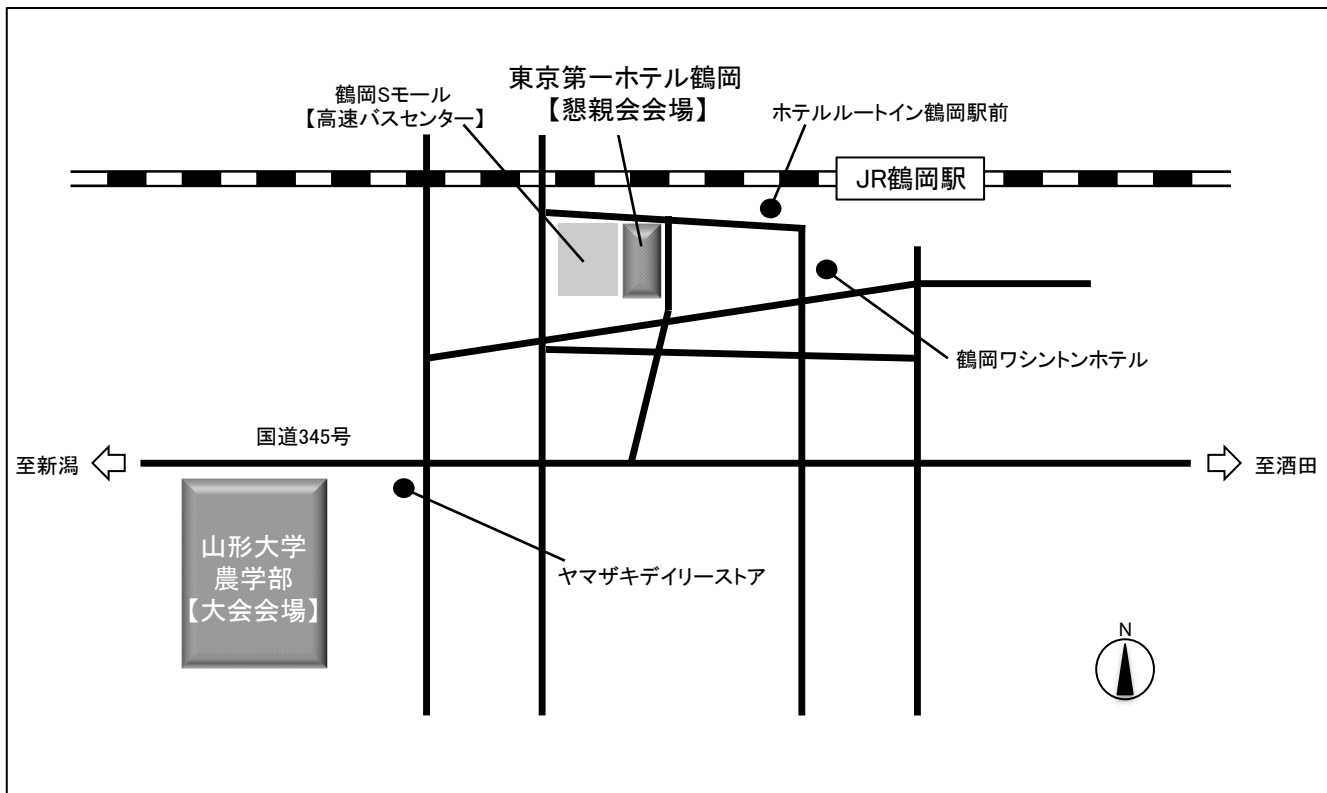 東京第一ホテル鶴岡
【懇親会会場】
鶴岡Sモール
【高速バスセンター】
ホテルルートイン鶴岡駅前
JR鶴岡駅
鶴岡ワシントンホテル
国道345号
至新潟
至酒田
山形大学
農学部
【大会会場】
ヤマザキデイリーストア
N